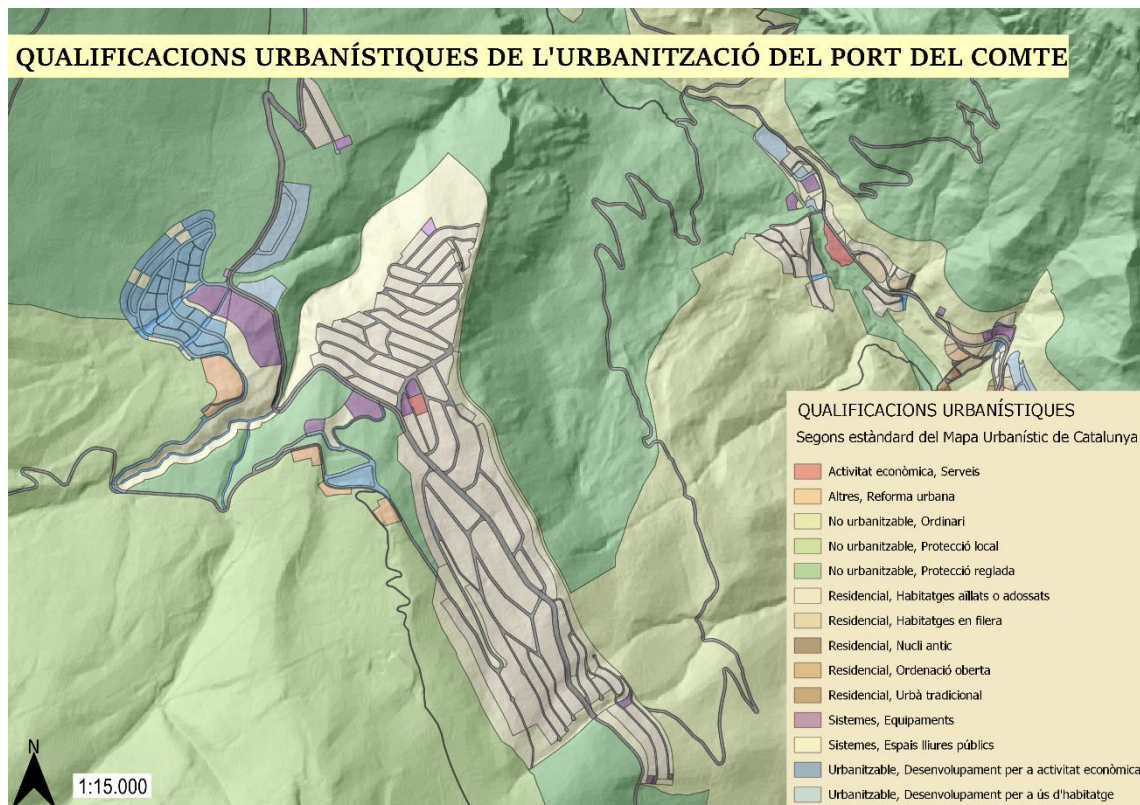 QUALIFICACIONS URBANÍSTIQUES DE L'URBANITZACIÓ DEL PORT DEL COMTE
QUALIFICACIONS URBANÍSTIQUES
Segons estàndard del Mapa Urbanístic de Catalunya
Activitat econòmica, Serveis
Altres, Reforma urbana
No urbanitzable, Ordinari
No urbanitzable, Protecció local
No urbanitzable, Protecció reglada
Residencial, Habitatges aïllats o adossats
Residencial, Habitatges en filera
Residencial, Nucli antic
Residencial, Ordenació oberta
Residencial, Urbà tradicional
Sistemes, Equipaments
Sistemes, Espais lliures públics
Urbanitzable, Desenvolupament per a activitat econòmica
Urbanitzable, Desenvolupament per a ús d'habitatge
N
1:15.000